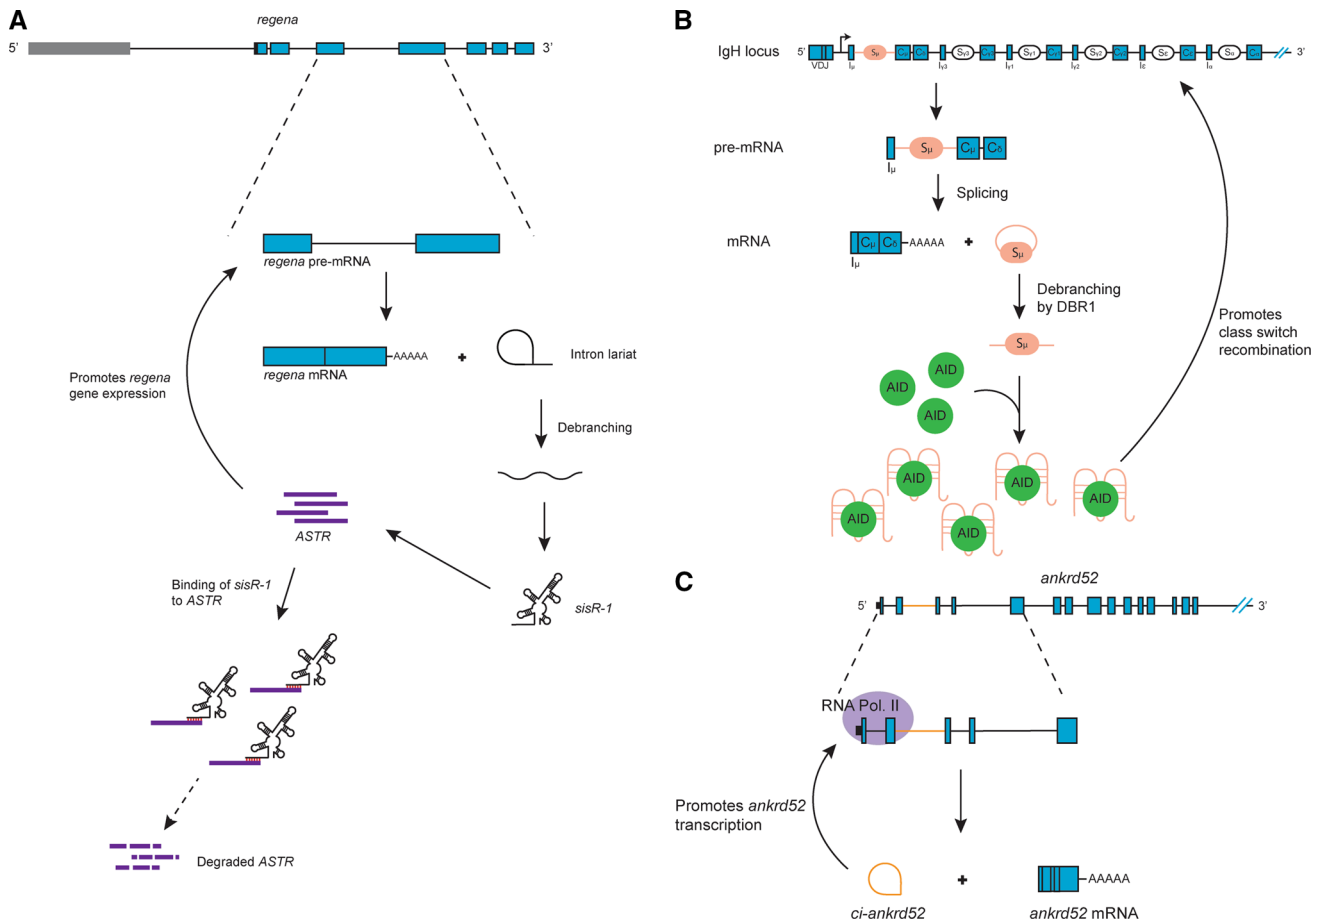 A
regena
5'
3'
regena pre-mRNA
AAAAA
+
regena mRNA
Intron lariat
Promotes regena
gene expression
Debranching
ASTR
Binding of sisR-1
to ASTR
sisR-1
Degraded ASTR
B
IgH locus
5'
Sμ
Cμ
Cδ
Sγ3
Cγ3
Sγ1
Cγ1
Sγ2
Cγ2
Sε
Cε
Sα
Cα
3'
VDJ
Iμ
Iγ3
Iγ1
Iγ2
Iε
Iα
pre-mRNA
Sμ
Cμ
Cδ
Iμ
Splicing
mRNA
Cμ
Cδ
AAAAA
+
Sμ
Iμ
Debranching
by DBR1
Promotes
class switch
recombination
Sμ
AID
AID
AID
AID
AID
AID
AID
AID
C
ankrd52
5'
3'
RNA Pol. II
Promotes ankrd52
transcription
+
AAAAA
ci-ankrd52
ankrd52 mRNA